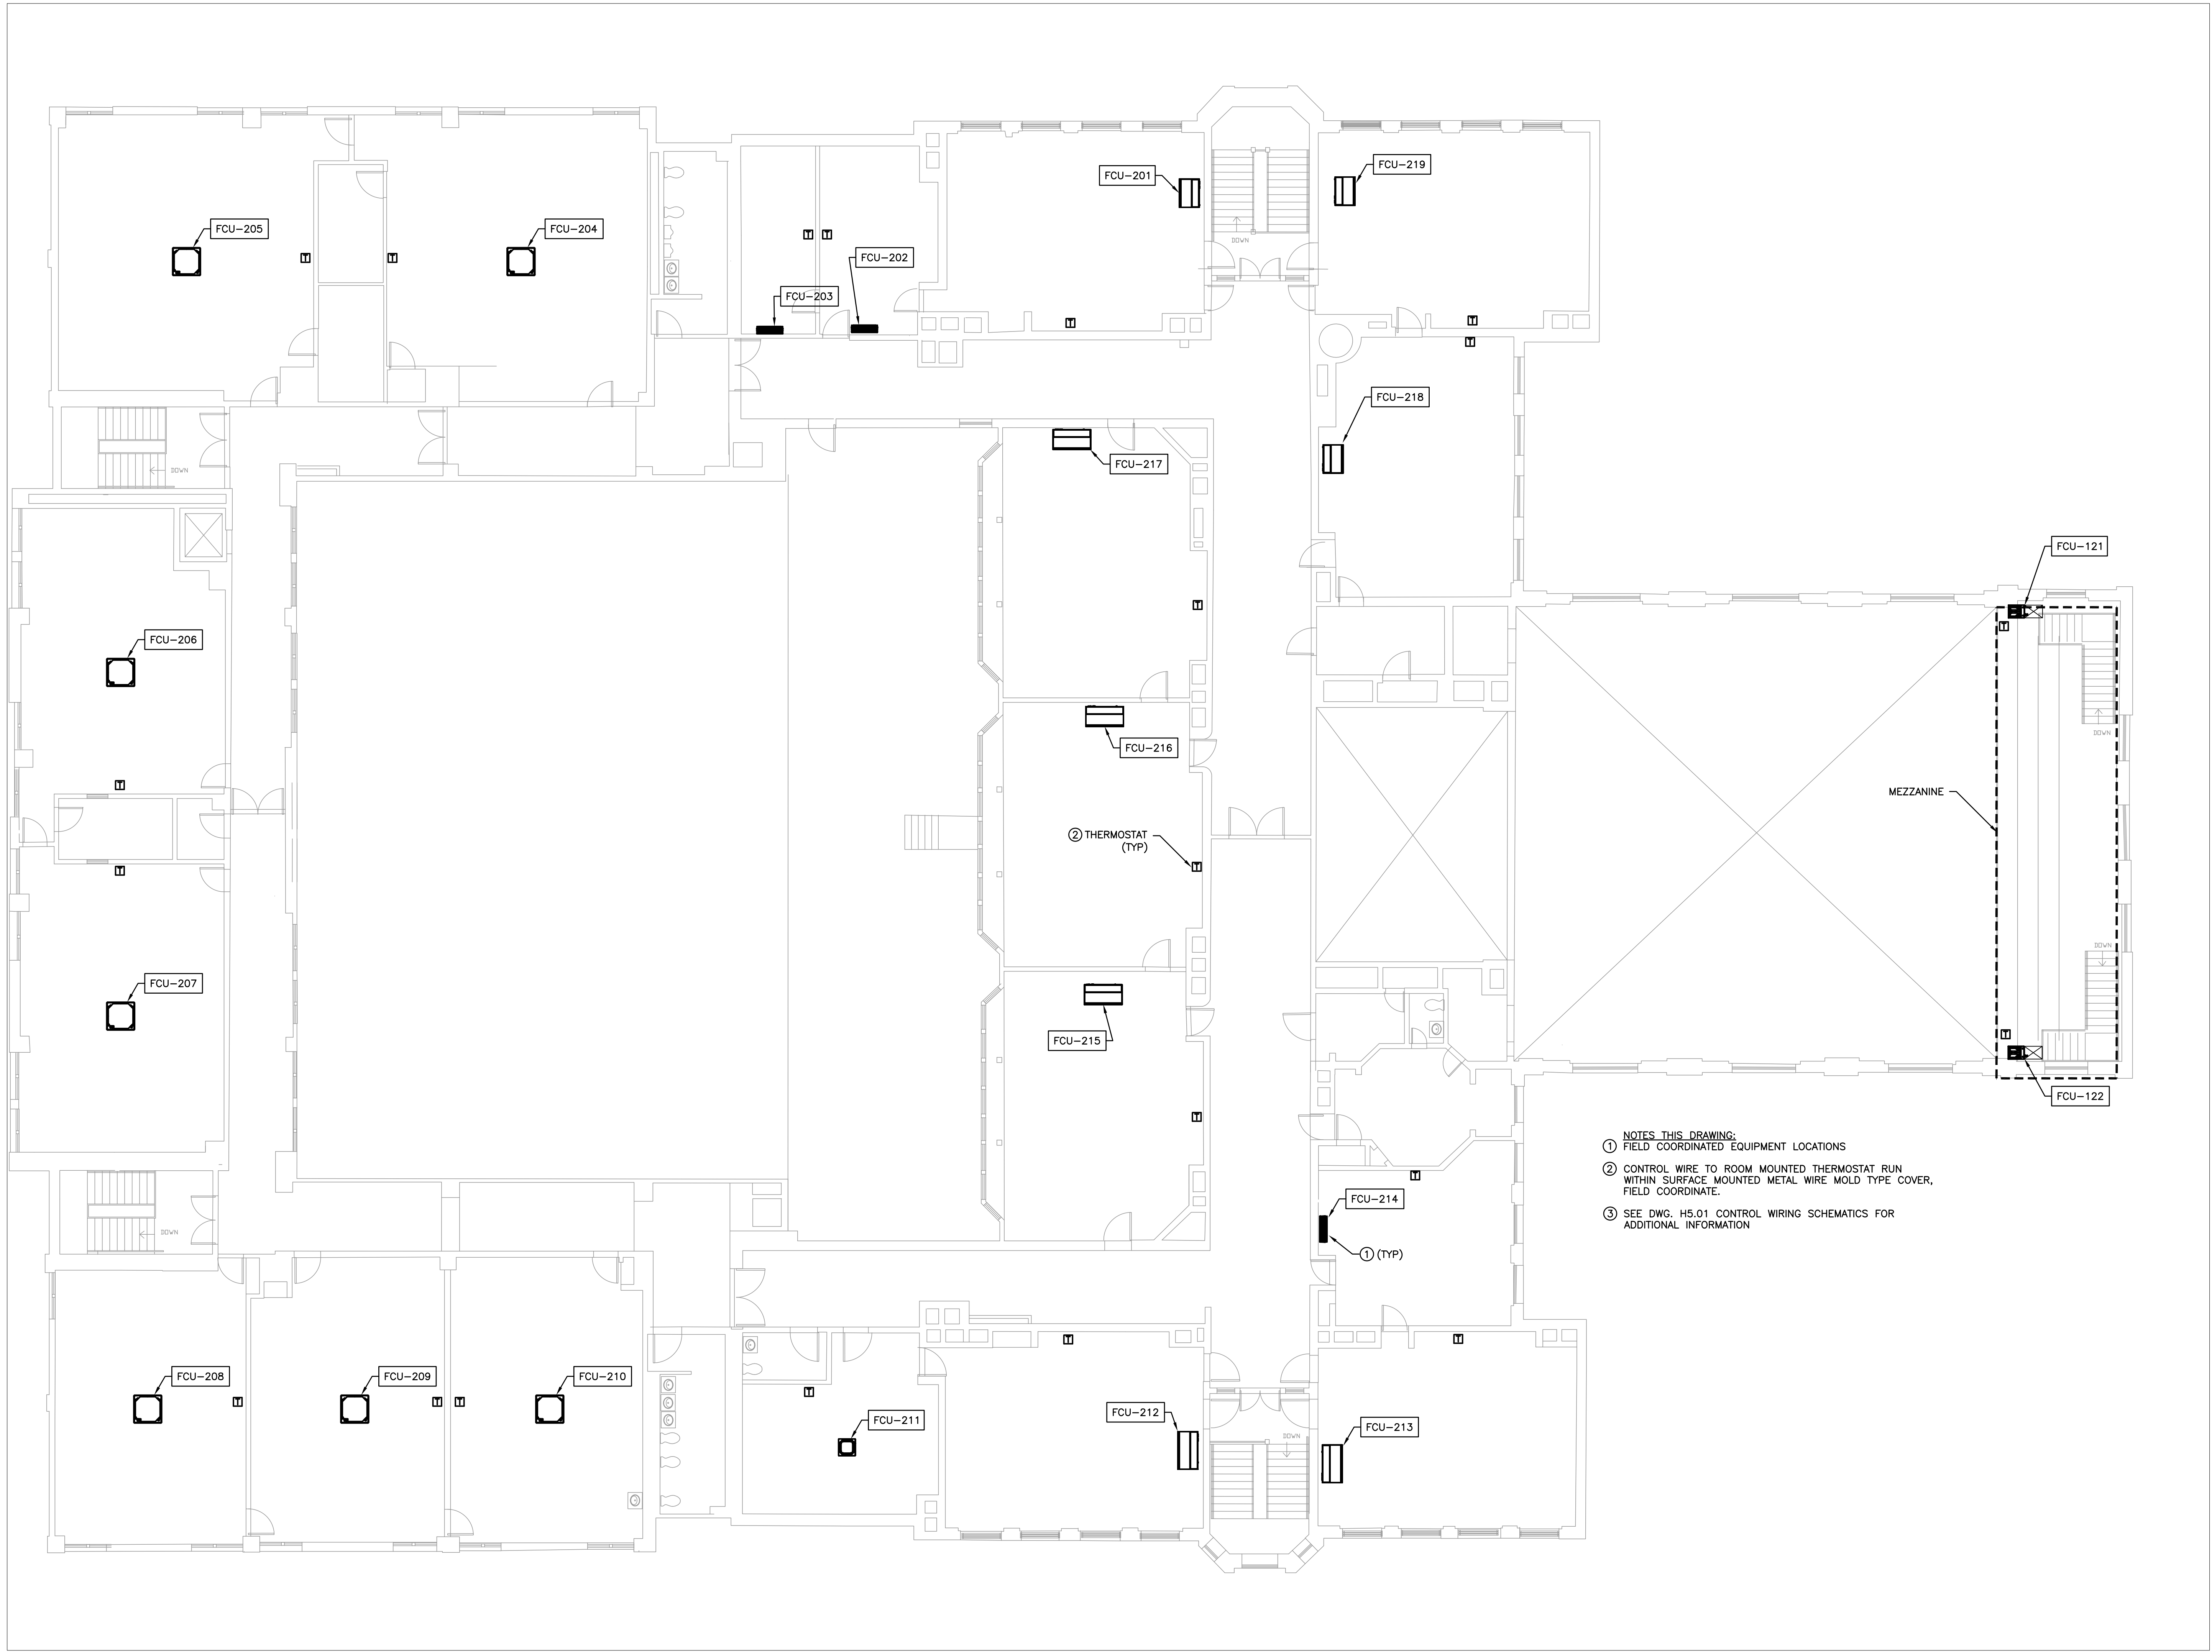 FCU-219
FCU-201
FCU-205
FCU-204
T
T
DOWN
T
T
FCU-202
FCU-203
T
T
T
FCU-218
FCU-217
DOWN
FCU-121
T
T
FCU-206
DOWN
FCU-216
T
MEZZANINE
② THERMOSTAT
(TYP)
T
T
DOWN
FCU-207
T
FCU-215
FCU-122
T
NOTES THIS DRAWING:
① FIELD COORDINATED EQUIPMENT LOCATIONS
② CONTROL WIRE TO ROOM MOUNTED THERMOSTAT RUN
WITHIN SURFACE MOUNTED METAL WIRE MOLD TYPE COVER,
FIELD COORDINATE.
③ SEE DWG. H5.01 CONTROL WIRING SCHEMATICS FOR
ADDITIONAL INFORMATION
T
FCU-214
DOWN
① (TYP)
T
T
FCU-208
FCU-209
FCU-210
T
T
T
T
FCU-211
FCU-212
FCU-213
DOWN